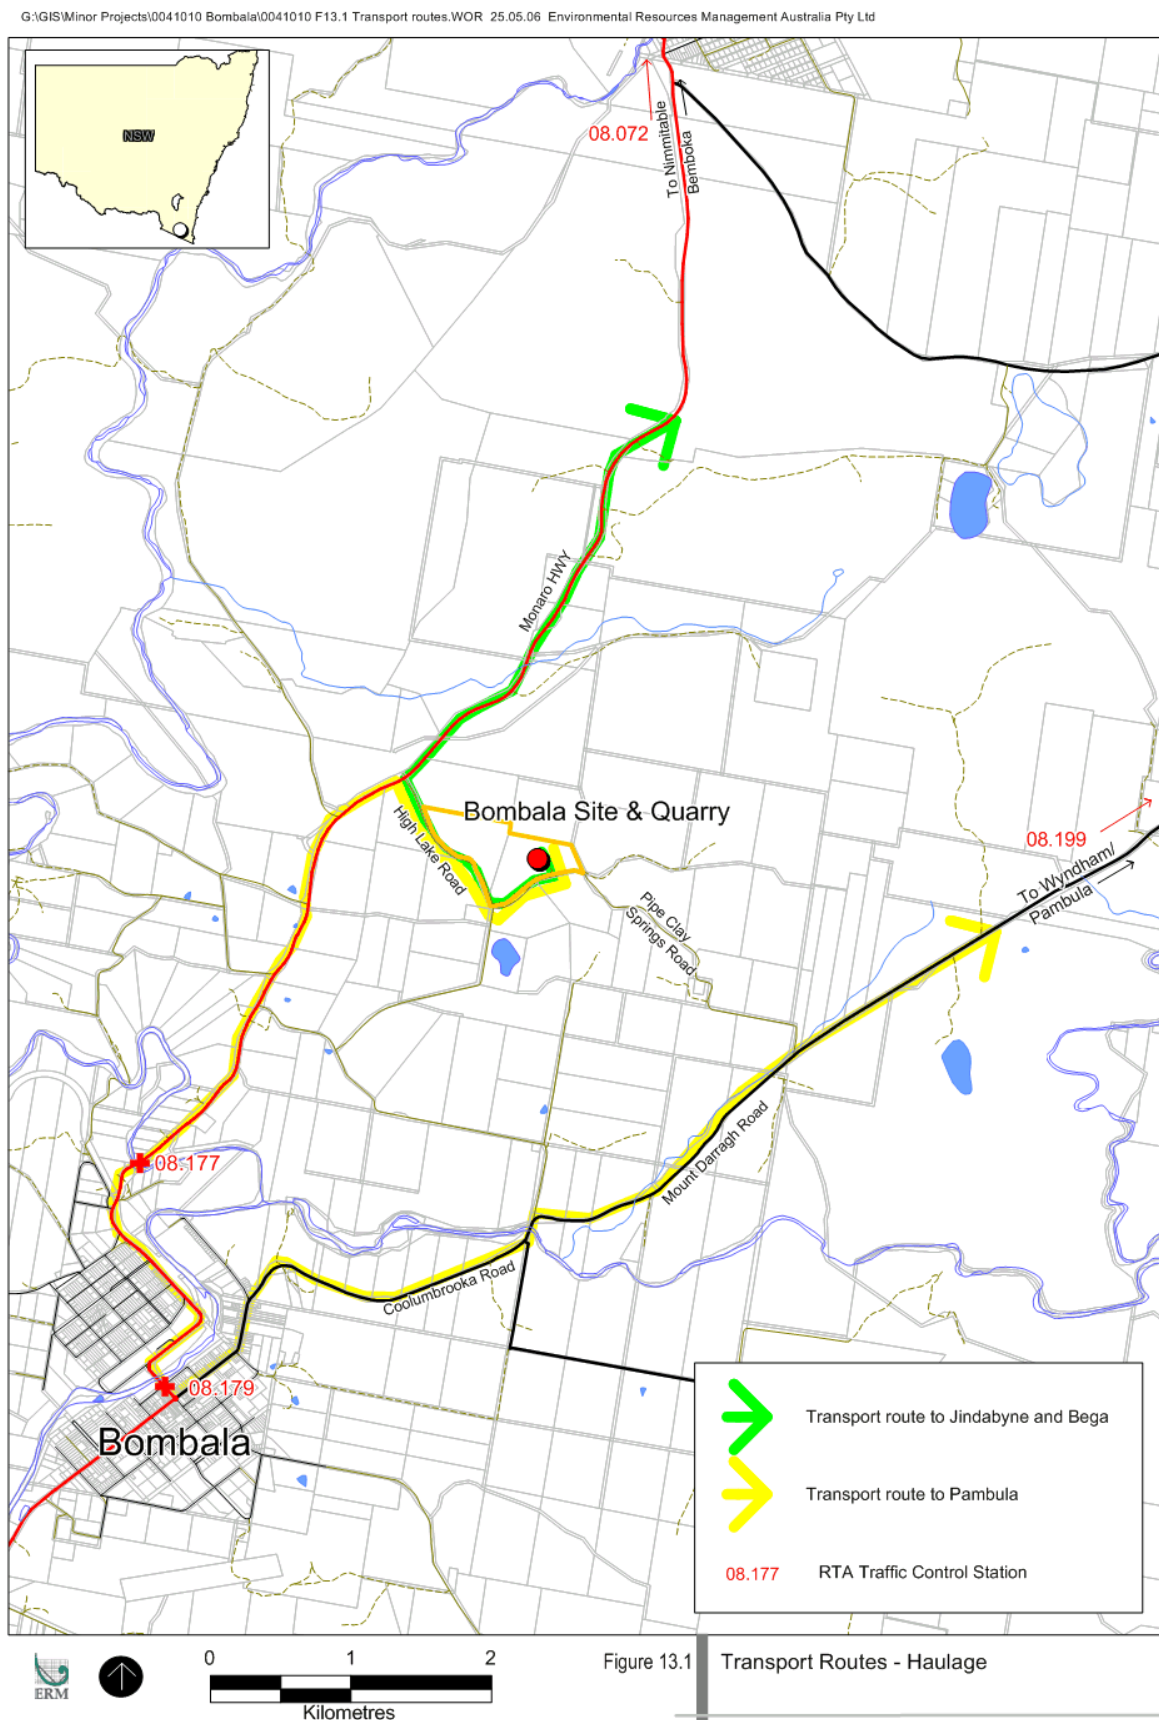 G:\GIS\Minor Projects\0041010 Bombala\0041010 F13.1 Transport routes.WOR 25.05.06 Environmental Resources Management Australia Pty Ltd
NSW
08.072
To Nimmitable
Bemboka
Monaro HWY
Bombala Site & Quarry
High Lake Road
08.199
To Wyndham/
Pambula
Pipe Clay
Springs Road
Mount Darragh Road
08.177
Coolumbrooka Road
08.179
Bombala
Transport route to Jindabyne and Bega
Transport route to Pambula
08.177 RTA Traffic Control Station
ERM
0 1 2
Kilometres
Figure 13.1 Transport Routes - Haulage